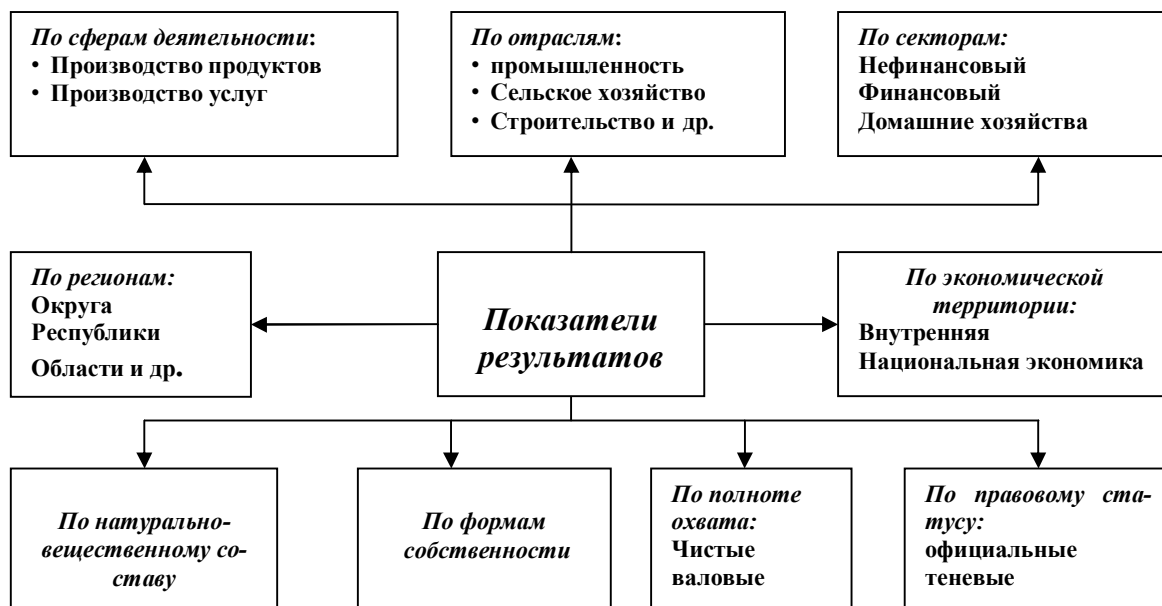 По сферам деятельности:
• Производство продуктов
• Производство услуг
По отраслям:
• промышленность
• Сельское хозяйство
• Строительство и др.
По секторам:
Нефинансовый
Финансовый
Домашние хозяйства
По регионам:
Округа
Республики
Области и др.
Показатели
результатов
По экономической
территории:
Внутренняя
Национальная экономика
По натурально-
вещественному со-
ставу
По формам
собственности
По полноте
охвата:
Чистые
валовые
По правовому ста-
тусу:
официальные
теневые